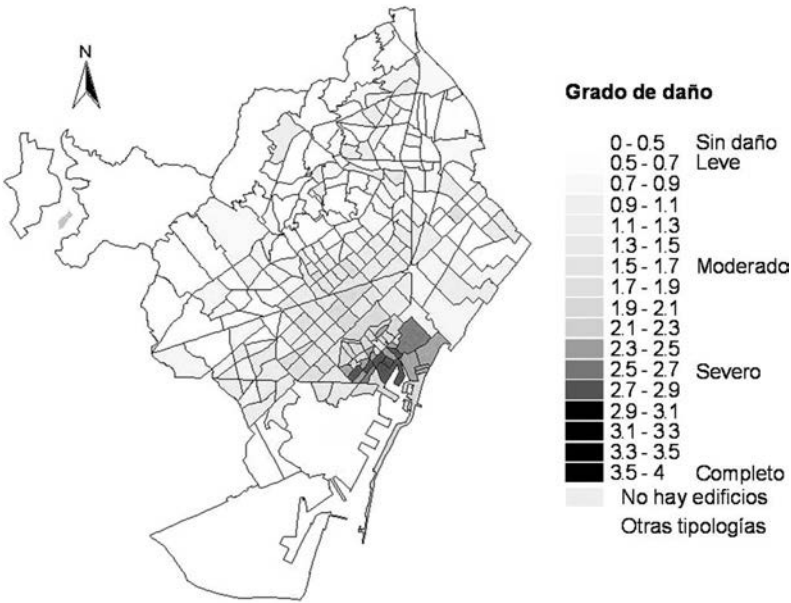 N
Grado de daño
0 - 0.5 Sin daño
0.5 - 0.7 Leve
0.7 - 0.9
0.9 - 1.1
1.1 - 1.3
1.3 - 1.5
1.5 - 1.7 Moderado
1.7 - 1.9
1.9 - 2.1
2.1 - 2.3
2.3 - 2.5
2.5 - 2.7 Severo
2.7 - 2.9
2.9 - 3.1
3.1 - 3.3
3.3 - 3.5
3.5 - 4 Completo
No hay edificios
Otras tipologías